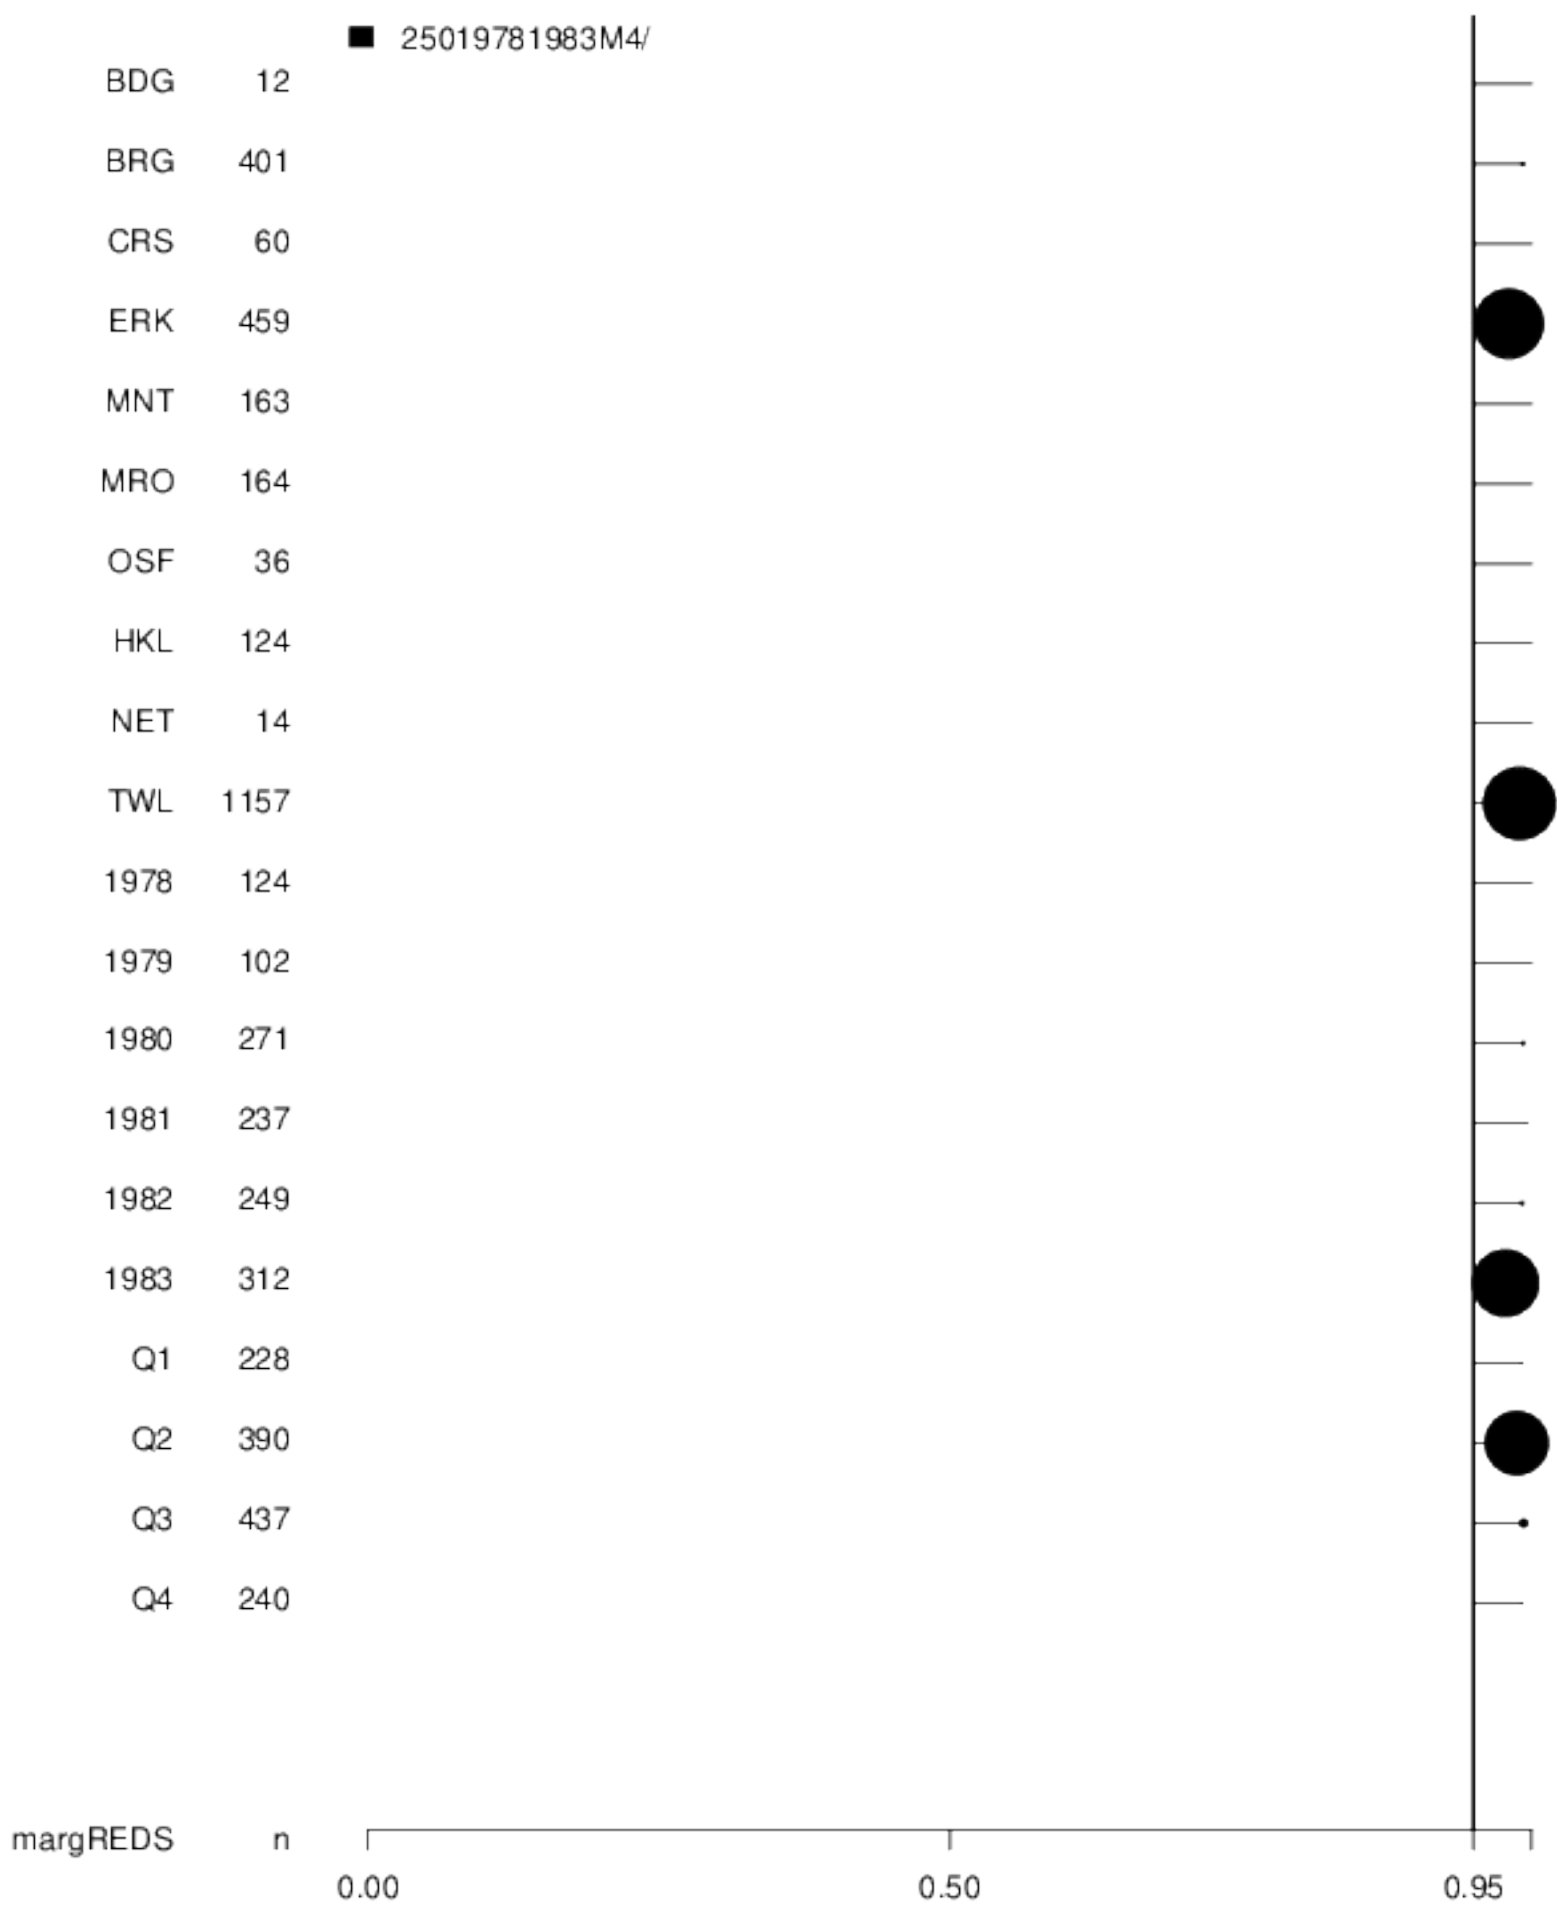 25019781983M4/
BDG 12
BRG 401
CRS 60
ERK 459
MNT 163
MRO 164
OSF 36
HKL 124
NET 14
TWL 1157
1978 124
1979 102
1980 271
1981 237
1982 249
1983 312
Q1 228
Q2 390
Q3 437
Q4 240
margREDS n
0.00 0.50 0.95